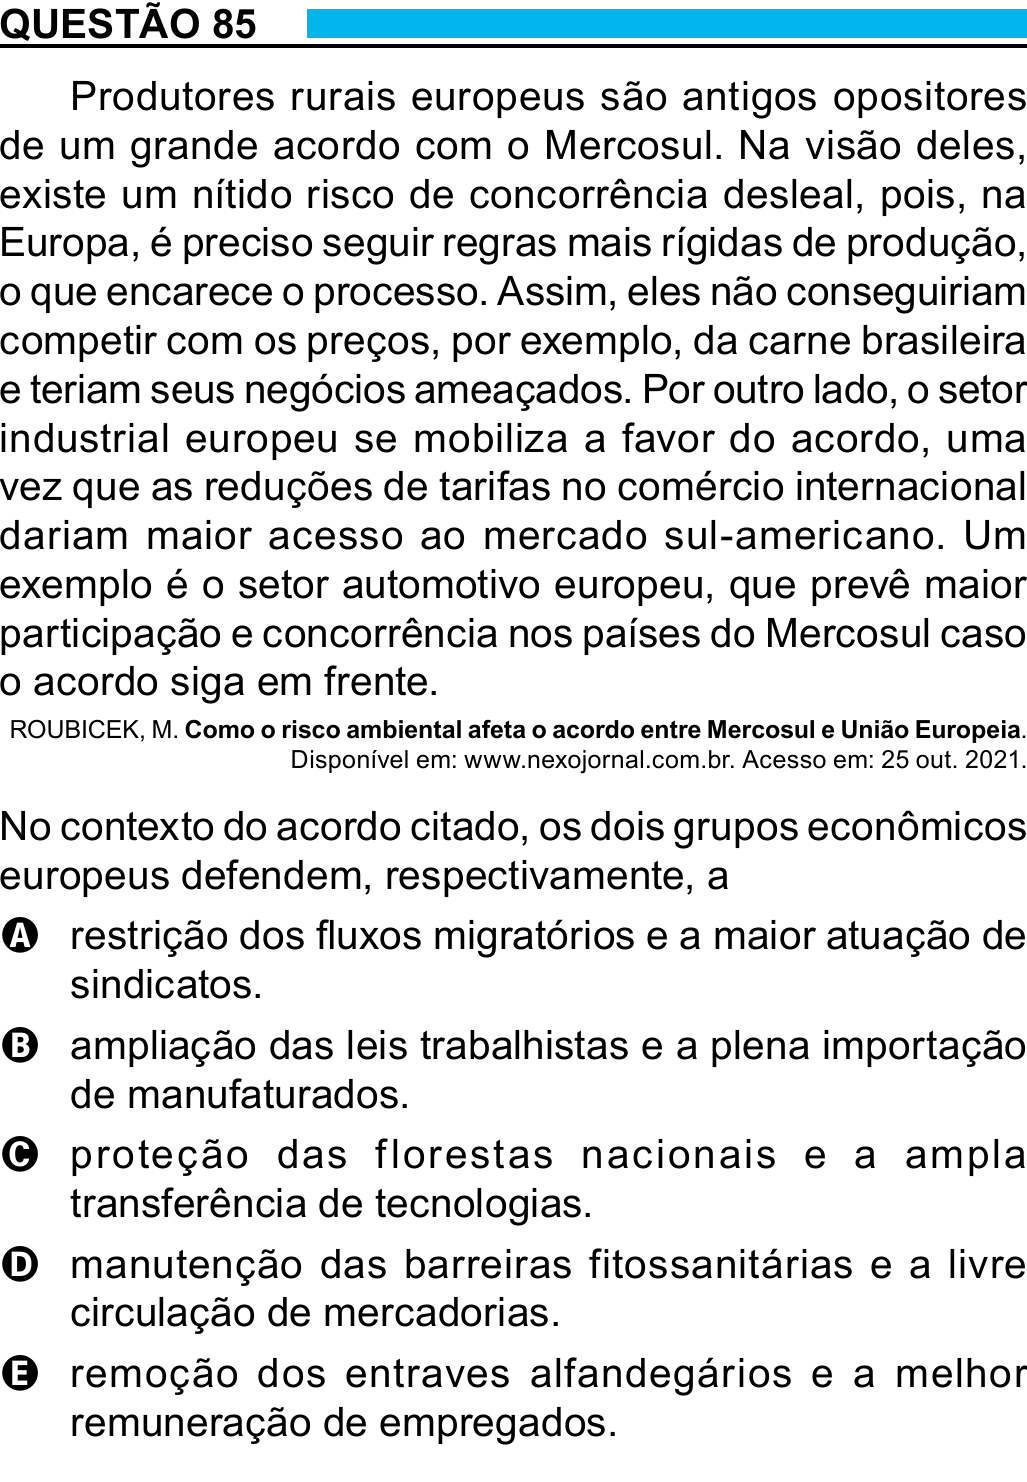 QUESTÃO 85
Produtores rurais europeus são antigos opositores
de um grande acordo com o Mercosul. Na visão deles,
existe um nítido risco de concorrência desleal, pois, na
Europa, é preciso seguir regras mais rígidas de produção,
o que encarece o processo. Assim, eles não conseguiriam
competir com os preços, por exemplo, da carne brasileira
e teriam seus negócios ameaçados. Por outro lado, o setor
industrial europeu se mobiliza a favor do acordo, uma
vez que as reduções de tarifas no comércio internacional
dariam maior acesso ao mercado sul-americano. Um
exemplo é o setor automotivo europeu, que prevê maior
participação e concorrência nos países do Mercosul caso
o acordo siga em frente.
ROUBICEK, M. Como o risco ambiental afeta o acordo entre Mercosul e União Europeia.
Disponível em: www.nexojornal.com.br. Acesso em: 25 out. 2021.
No contexto do acordo citado, os dois grupos econômicos
europeus defendem, respectivamente, a
A restrição dos fluxos migratórios e a maior atuação de
sindicatos.
B ampliação das leis trabalhistas e a plena importação
de manufaturados.
C proteção das florestas nacionais e a ampla
transferência de tecnologias.
D manutenção das barreiras fitossanitárias e a livre
circulação de mercadorias.
E remoção dos entraves alfandegários e a melhor
remuneração de empregados.